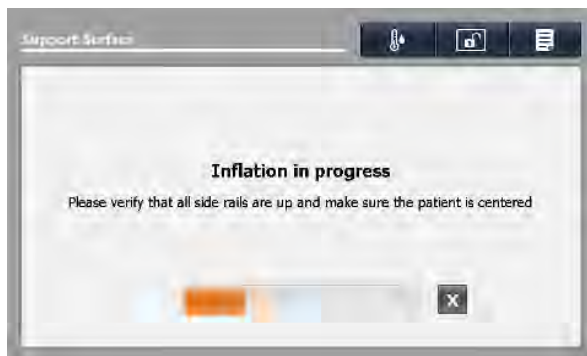 Support Surface
Inflation in progress
Please verify that all side rails are up and make sure the patient is centered
X